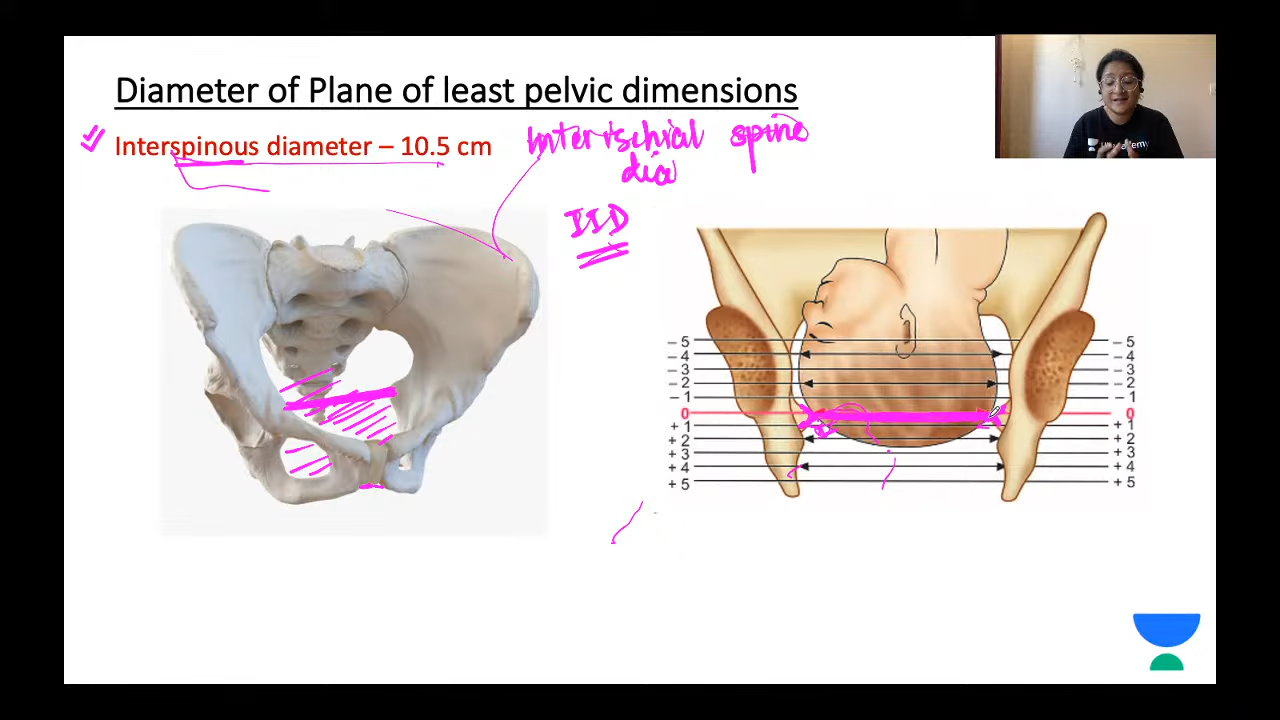 Diameter of Plane of least pelvic dimensions
Interspinous diameter – 10.5 cm
Interischial spine
dia
IID
– 5 – 5
– 4 – 4
– 3 – 3
– 2 – 2
– 1 – 1
0 0
+ 1 + 1
+ 2 + 2
+ 3 + 3
+ 4 + 4
+ 5 + 5